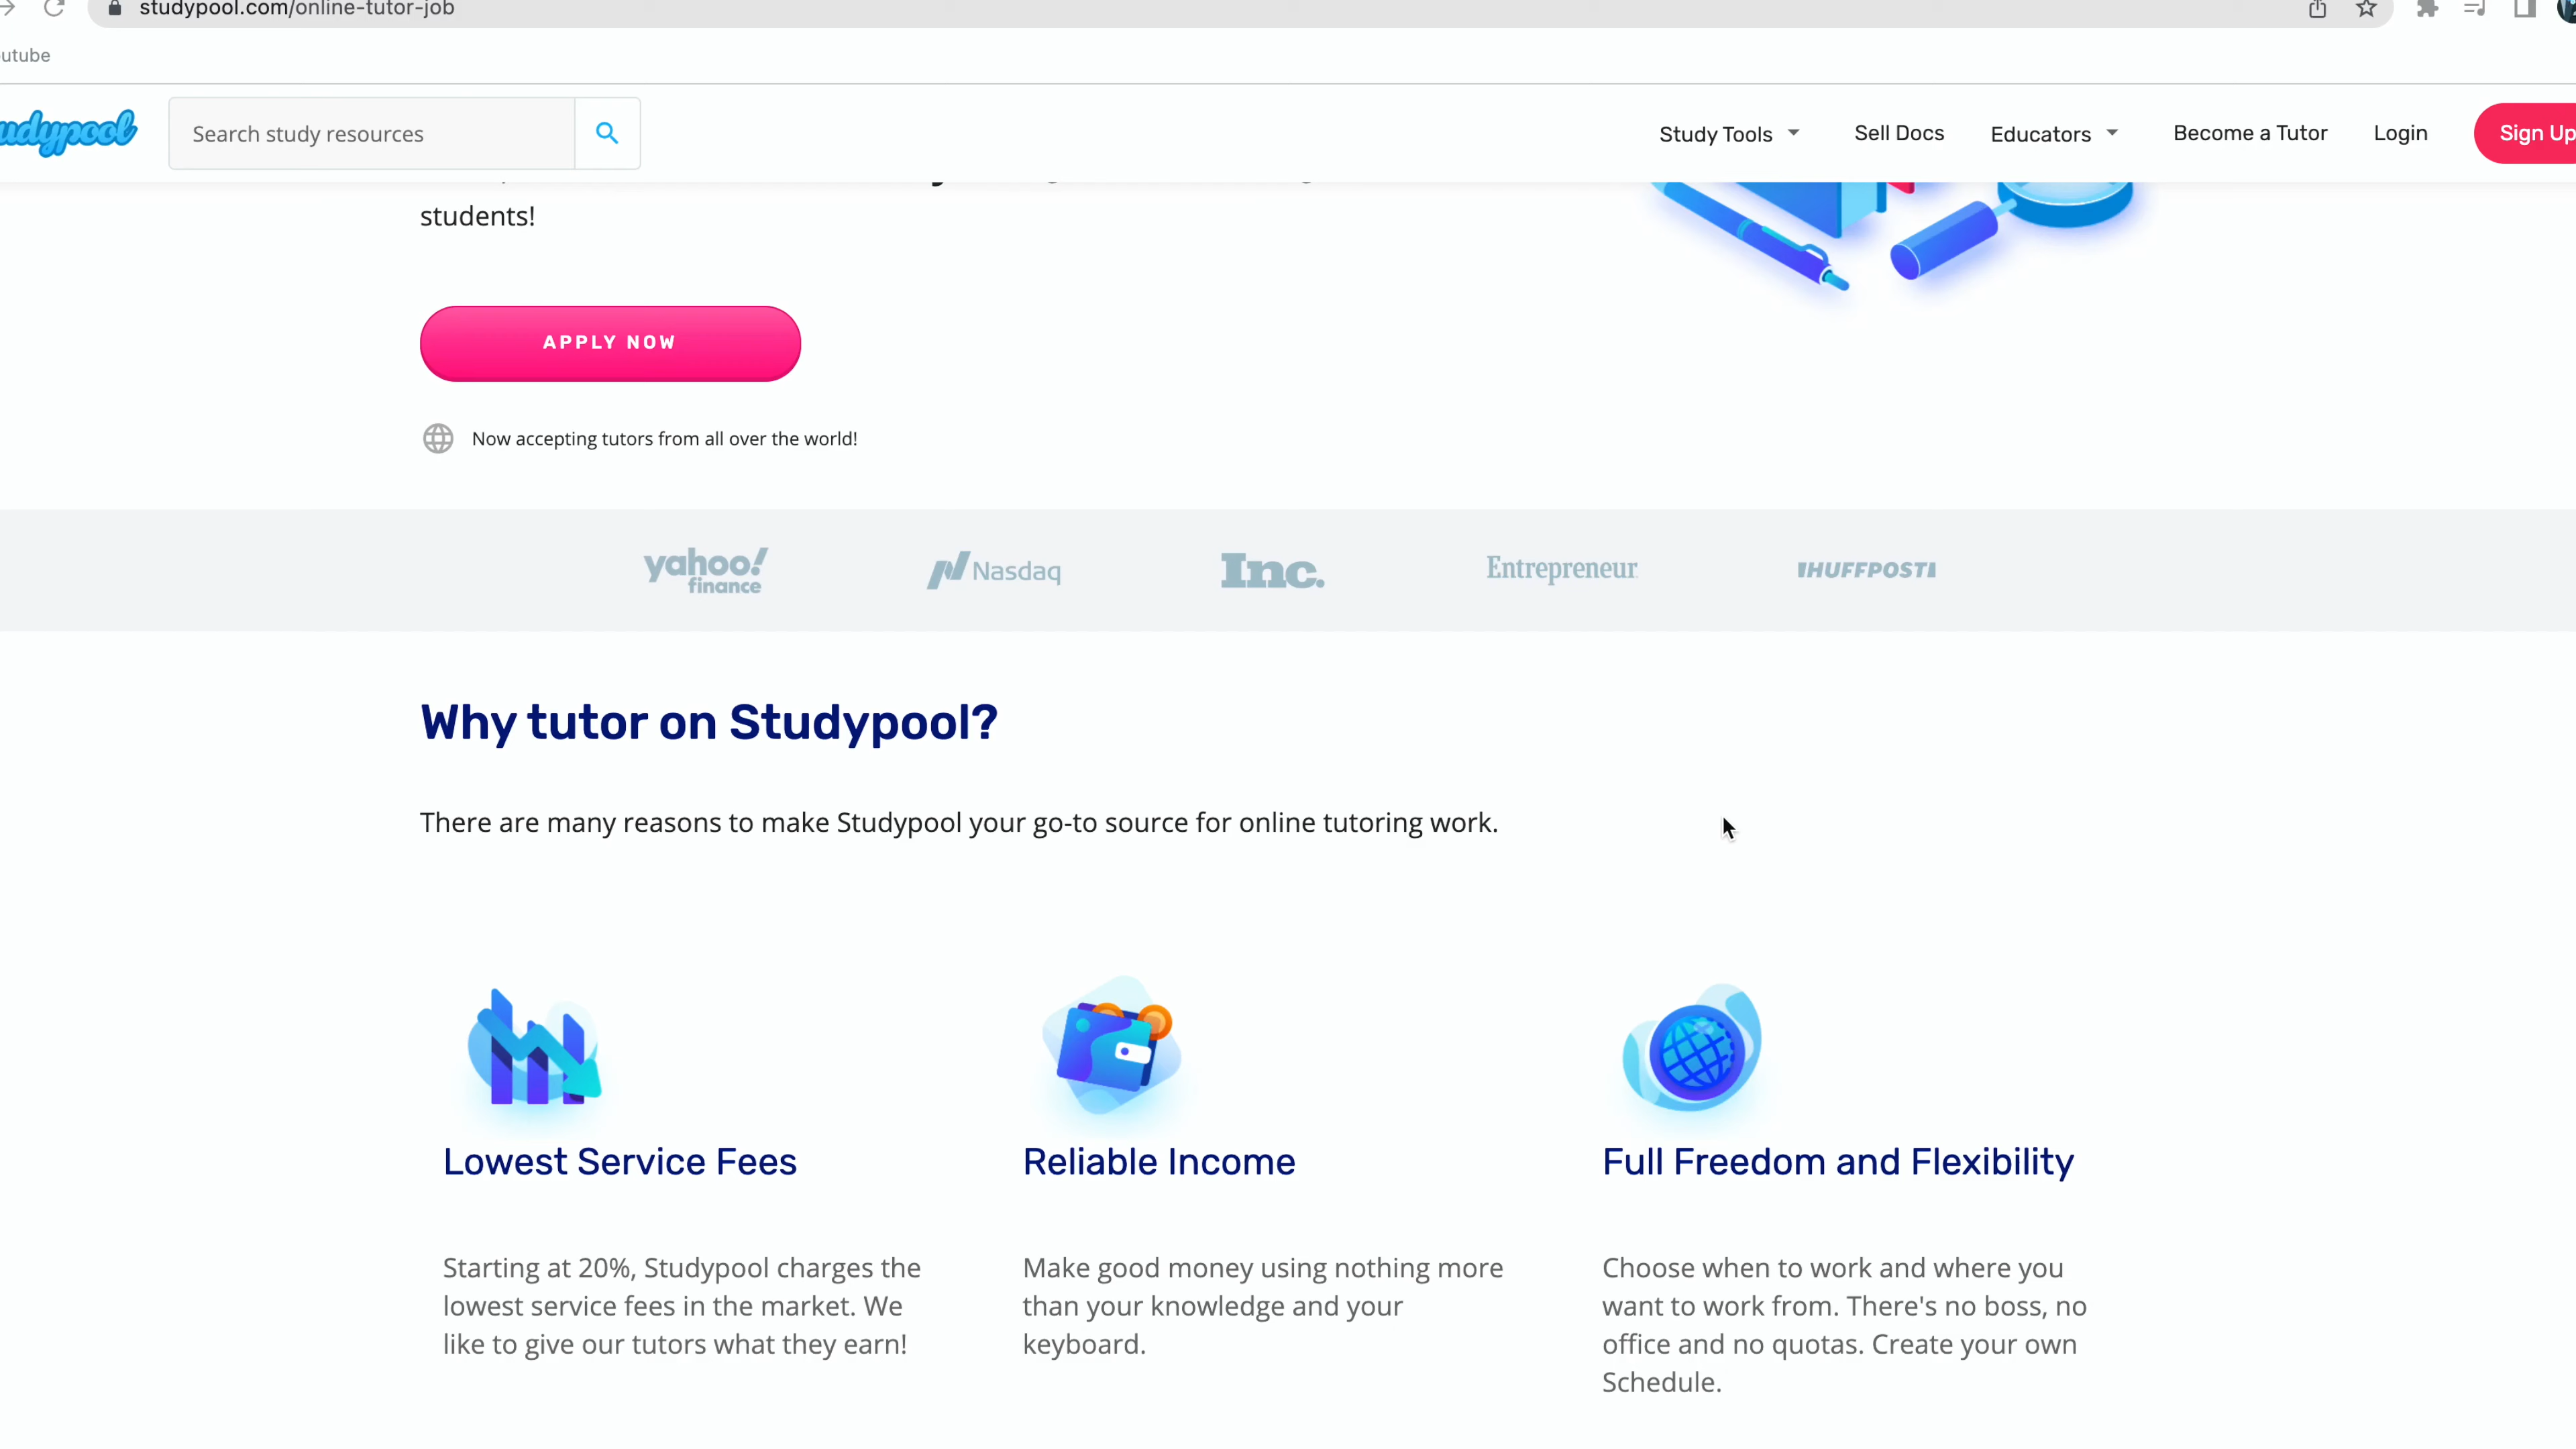 studypool.com/online-tutor-job
utube
udypool
Search study resources
Study Tools
Sell Docs
Educators
Become a Tutor
Login
Sign Up
students!
APPLY NOW
Now accepting tutors from all over the world!
yahoo! finance
Nasdaq
Inc.
Entrepreneur
HUFFPOST
Why tutor on Studypool?
There are many reasons to make Studypool your go-to source for online tutoring work.
Lowest Service Fees
Starting at 20%, Studypool charges the
lowest service fees in the market. We
like to give our tutors what they earn!
Reliable Income
Make good money using nothing more
than your knowledge and your
keyboard.
Full Freedom and Flexibility
Choose when to work and where you
want to work from. There's no boss, no
office and no quotas. Create your own
Schedule.